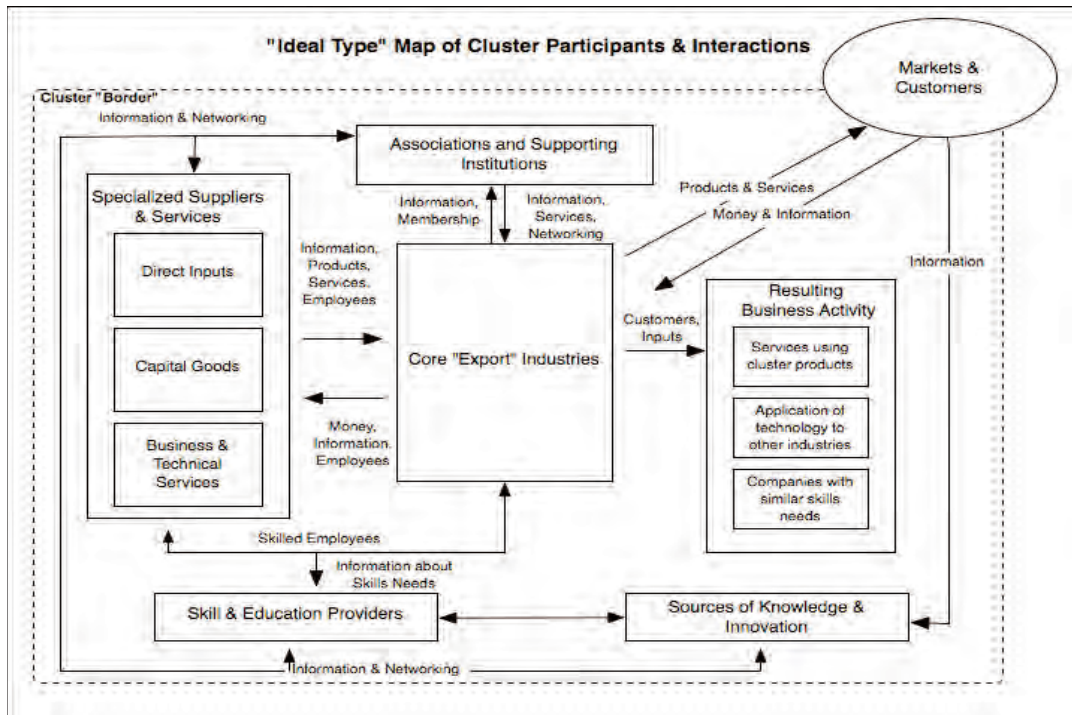 "Ideal Type" Map of Cluster Participants & Interactions
Markets &
Customers
Cluster "Border"
Information & Networking
Associations and Supporting
Institutions
Specialized Suppliers
& Services
Direct Inputs
Capital Goods
Business &
Technical
Services
Information,
Membership
Information,
Services,
Networking
Information,
Products,
Services,
Employees
Money,
Information,
Employees
Core "Export" Industries
Products & Services
Money & Information
Information
Customers,
Inputs
Resulting
Business Activity
Services using
cluster products
Application of
technology to
other industries
Companies with
similar skills
needs
Skilled Employees
Information about
Skills Needs
Skill & Education Providers
Sources of Knowledge &
Innovation
Information & Networking